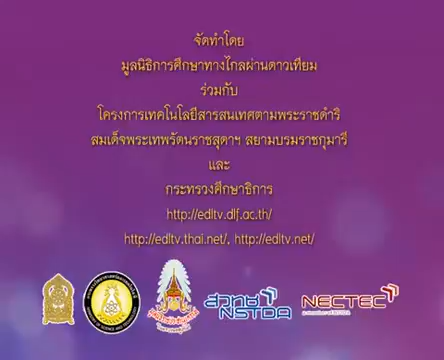 จัดทำโดย
มูลนิธิการศึกษาทางไกลผ่านดาวเทียม
ร่วมกับ
โครงการเทคโนโลยีสารสนเทศตามพระราชดำริ
สมเด็จพระเทพรัตนราชสุดาฯ สยามบรมราชกุมารี
และ
กระทรวงศึกษาธิการ
http://edltv.dlf.ac.th/
http://edltv.thai.net/, http://edltv.net/
สวทช NECTEC
NSTDA